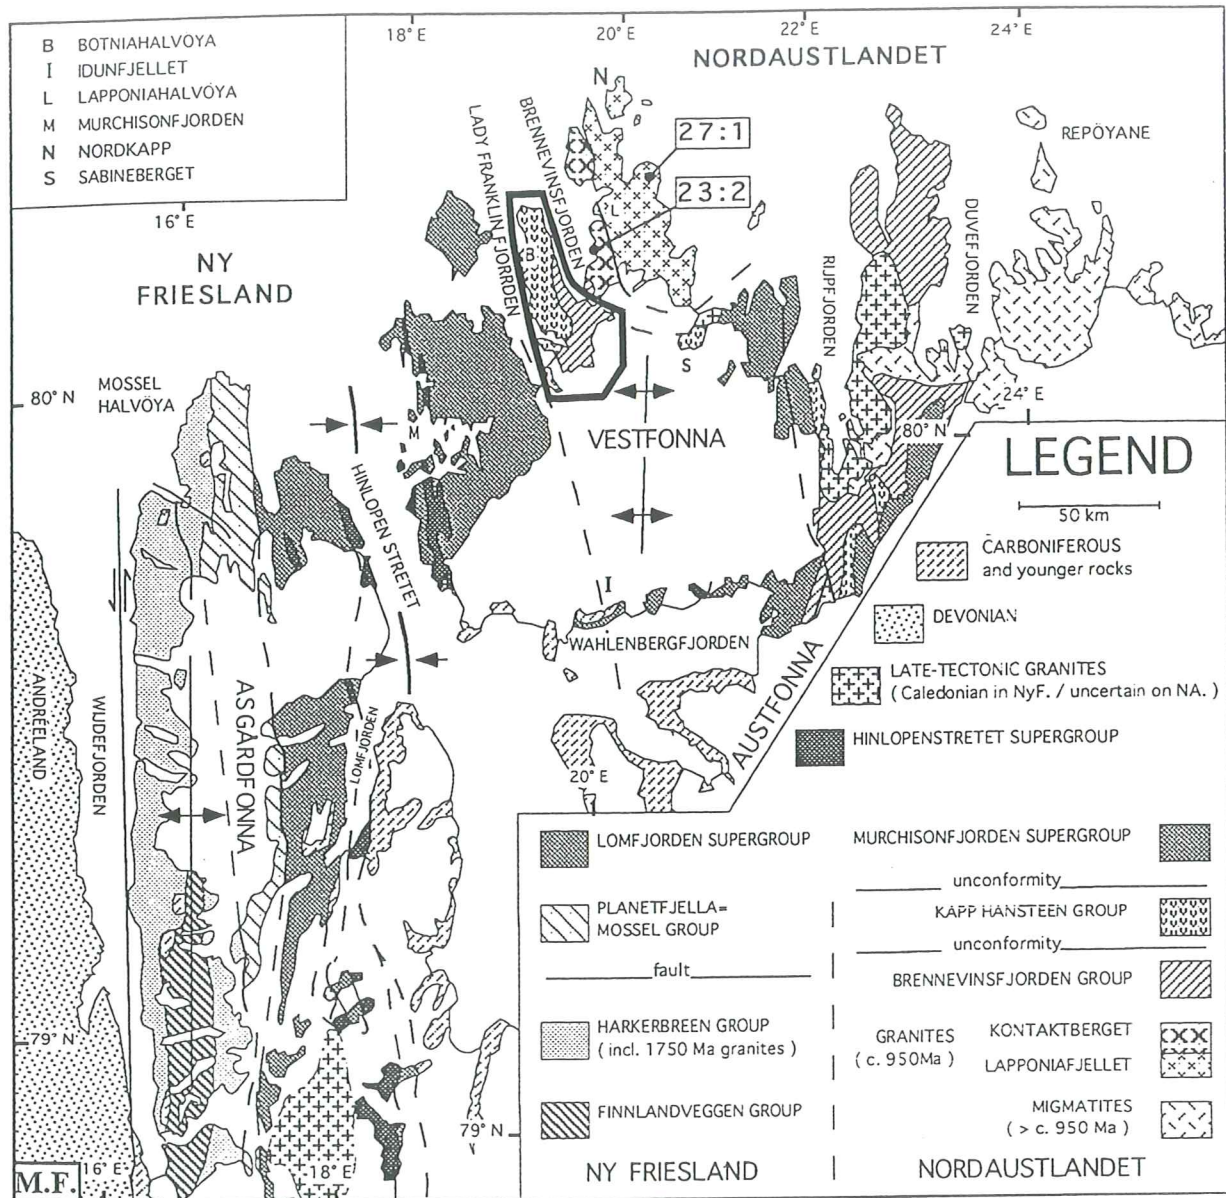 B BOTNIAHALVÖYA
I IDUNFJELLET
L LAPPONIAHALVÖYA
M MURCHISONFJORDEN
N NORDKAPP
S SABINEBERGET
18° E
20° E
22° E
24° E
NORDAUSTLANDET
16° E
NY
FRIESLAND
LADY FRANKLIN FJORRDEN
BRENNEVINSFJORDEN
N
27:1
23:2
L
B
S
REPÖYANE
RIJPFJORDEN
DUVEFJORDEN
MOSSEL
HALVÖYA
80° N
M
VESTFONNA
24° E
80° N
HINLOPEN STRETET
I
WAHLENBERGFJORDEN
AUSTFONNA
ANDRÉELAND
WIJDEFJORDEN
ASGÅRDFONNA
LOMFJORDEN
20° E
79° N
79° N
16° E
18° E
M.F.
LEGEND
50 km
CARBONIFEROUS
and younger rocks
DEVONIAN
LATE-TECTONIC GRANITES
( Caledonian in NyF. / uncertain on NA. )
HINLOPENSTRETET SUPERGROUP
LOMFJORDEN SUPERGROUP
PLANETFJELLA=
MOSSEL GROUP
fault
HARKERBREEN GROUP
( incl. 1750 Ma granites )
FINNLANDVEGGEN GROUP
NY FRIESLAND
MURCHISONFJORDEN SUPERGROUP
unconformity
KAPP HANSTEEN GROUP
unconformity
BRENNEVINSFJORDEN GROUP
GRANITES
( c. 950Ma )
KONTAKTBERGET
LAPPONIAFJELLET
MIGMATITES
( > c. 950 Ma )
NORDAUSTLANDET